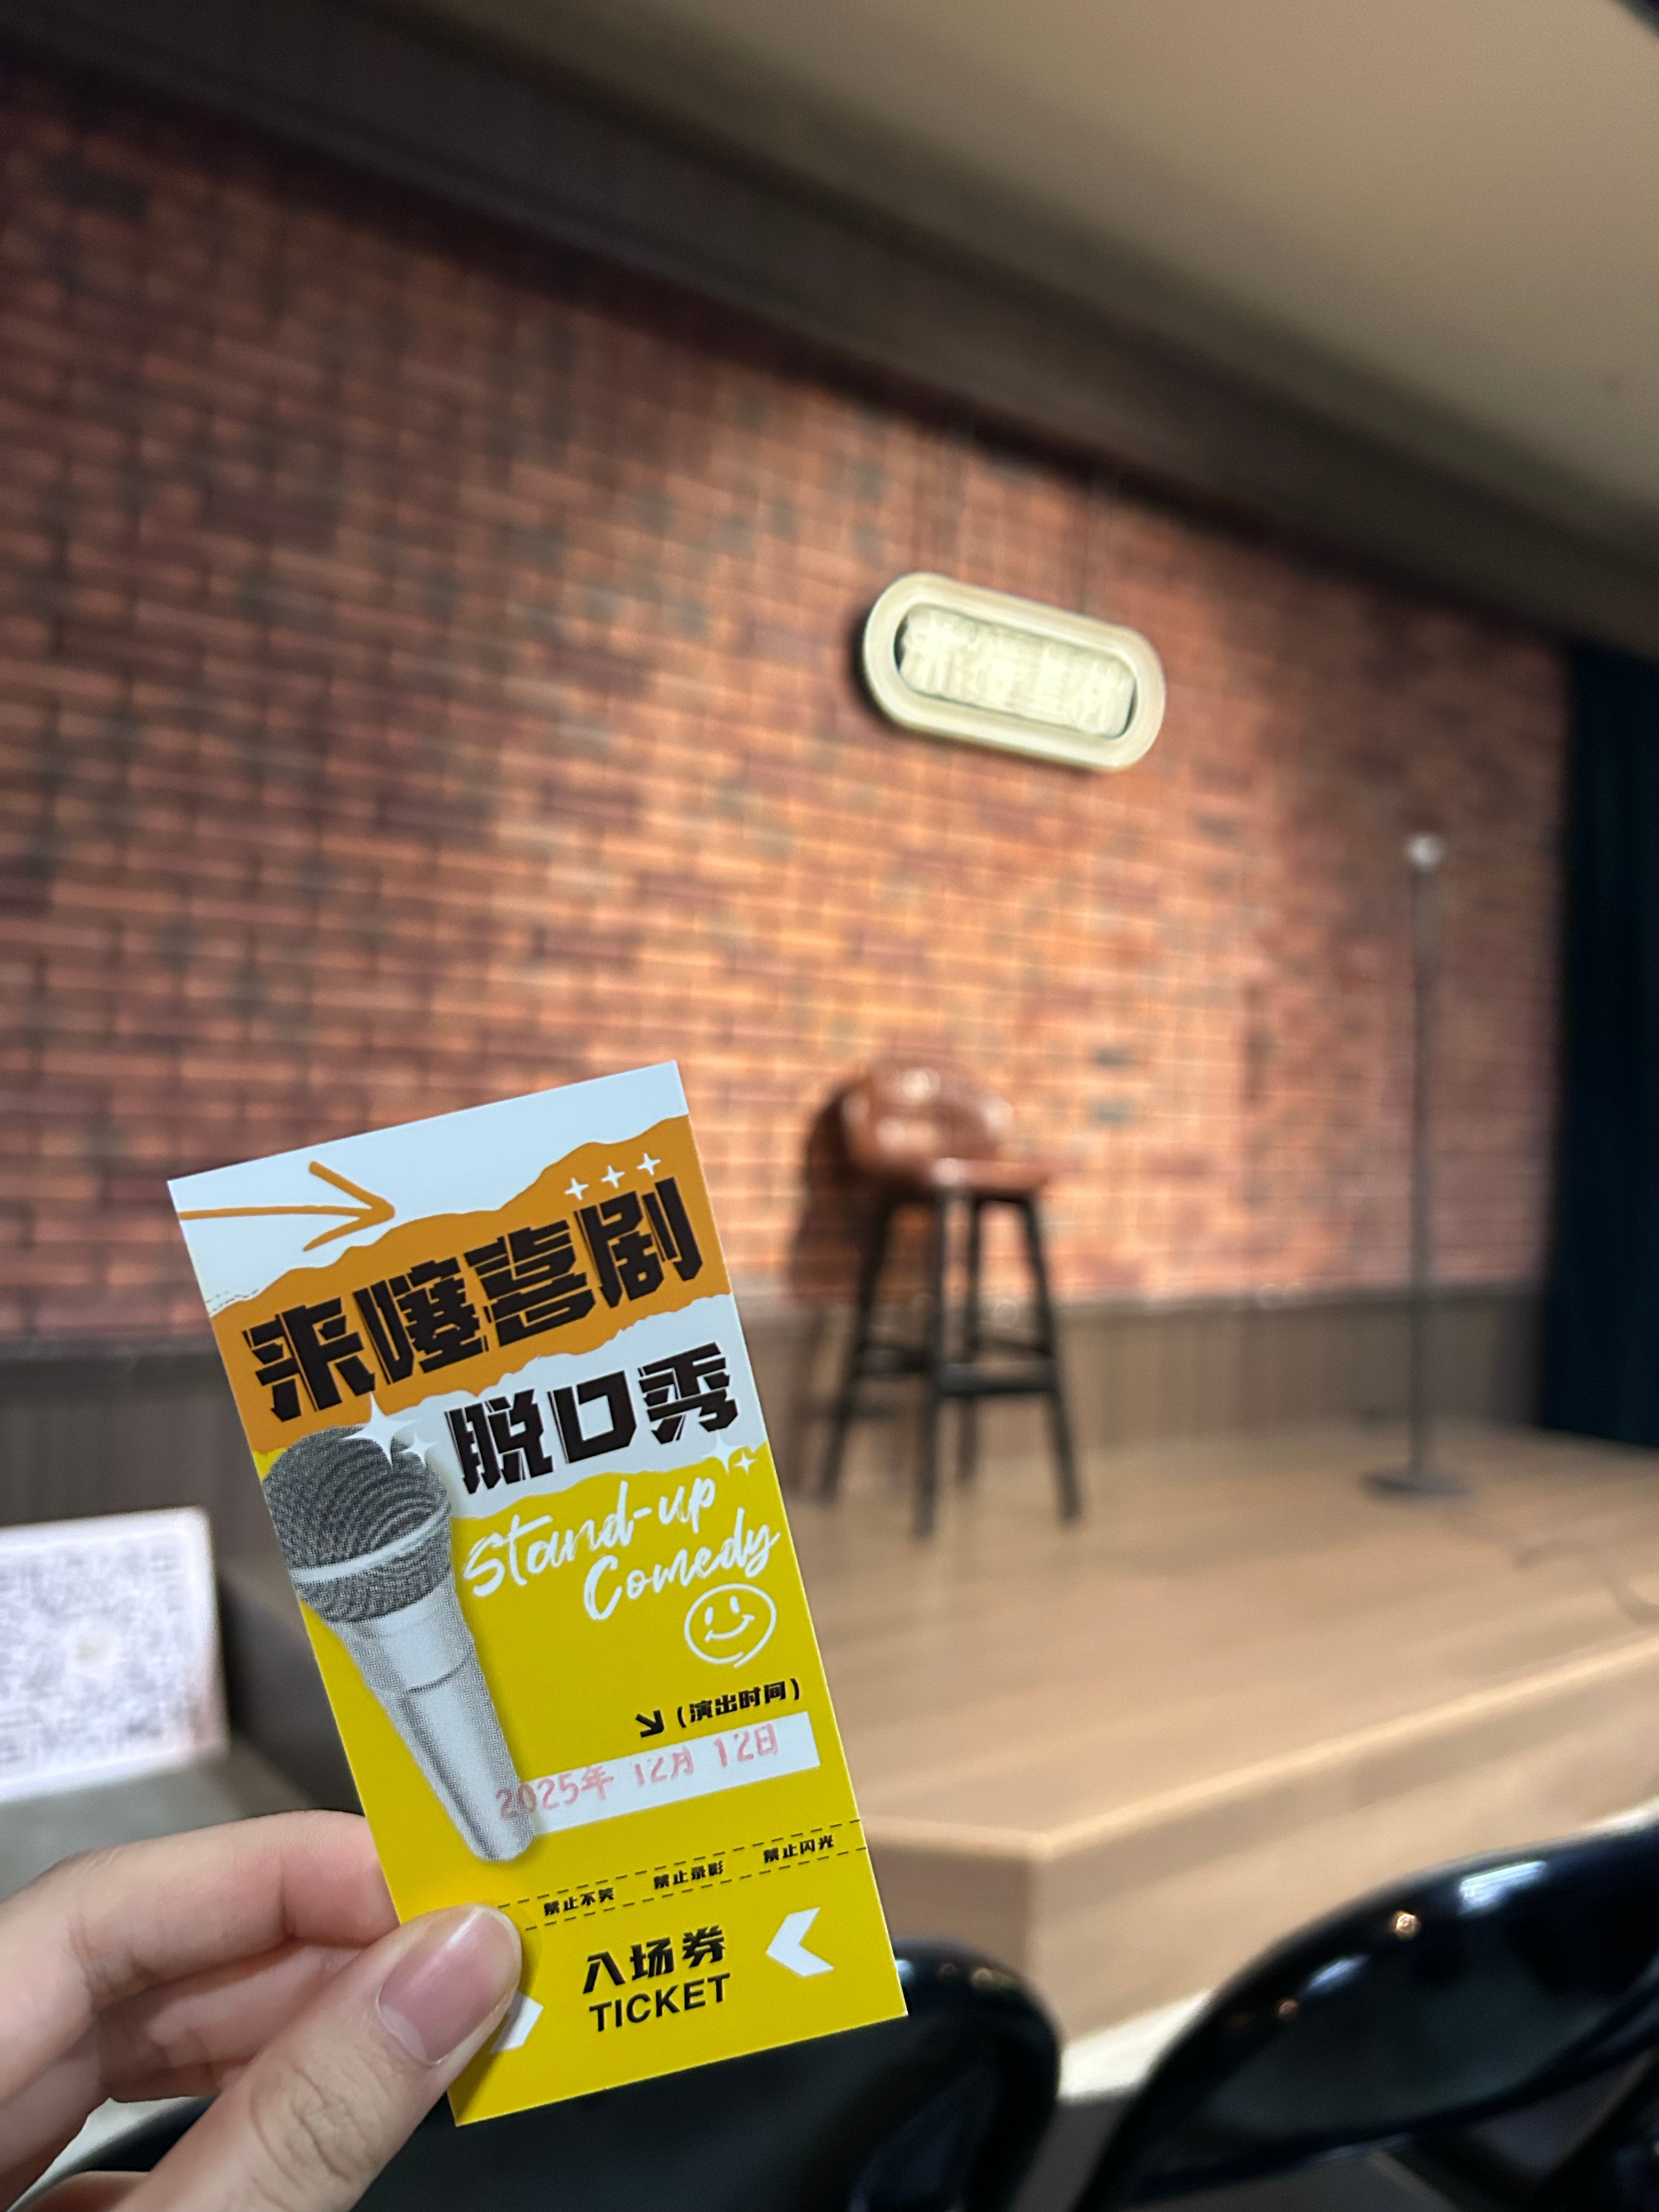 来噻喜剧
脱口秀
Stand-up
Comedy
(演出时间)
2025年 12月 12日
禁止不笑 禁止录影 禁止闪光
入场券
TICKET